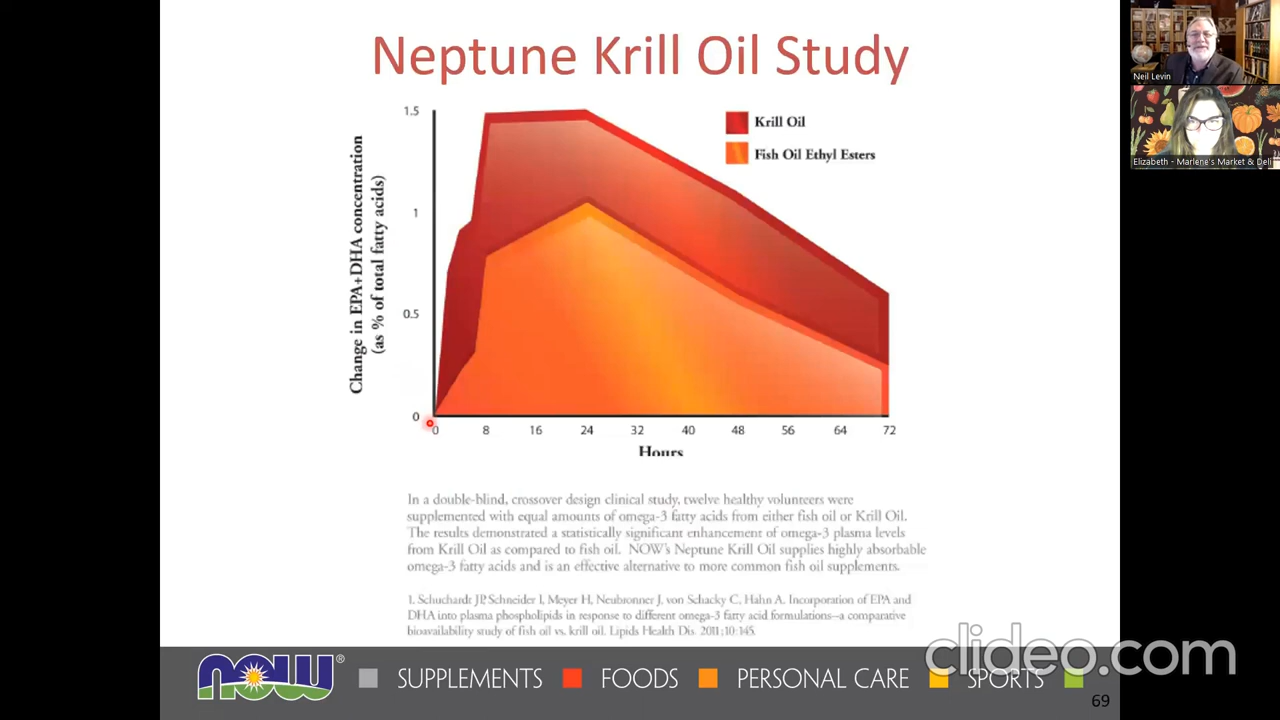 Neptune Krill Oil Study
Neil Levin
Elizabeth - Marlene's Market & Deli
Change in EPA+DHA concentration
(as % of total fatty acids)
1.5
1
0.5
0
Krill Oil
Fish Oil Ethyl Esters
0 8 16 24 32 40 48 56 64 72
Hours
In a double-blind, crossover design clinical study, twelve healthy volunteers were
supplemented with equal amounts of omega-3 fatty acids from either fish oil or Krill Oil.
The results demonstrated a statistically significant enhancement of omega-3 plasma levels
from Krill Oil as compared to fish oil. NOW's Neptune Krill Oil supplies highly absorbable
omega-3 fatty acids and is an effective alternative to more common fish oil supplements.
1. Schuchardt JP, Schneider I, Meyer H, Neubronner J, von Schacky C, Hahn A. Incorporation of EPA and
DHA into plasma phospholipids in response to different omega-3 fatty acid formulations—a comparative
bioavailability study of fish oil vs. krill oil. Lipids Health Dis. 2011;10:145.
NOW® SUPPLEMENTS FOODS PERSONAL CARE SPORTS
clideo.com
69